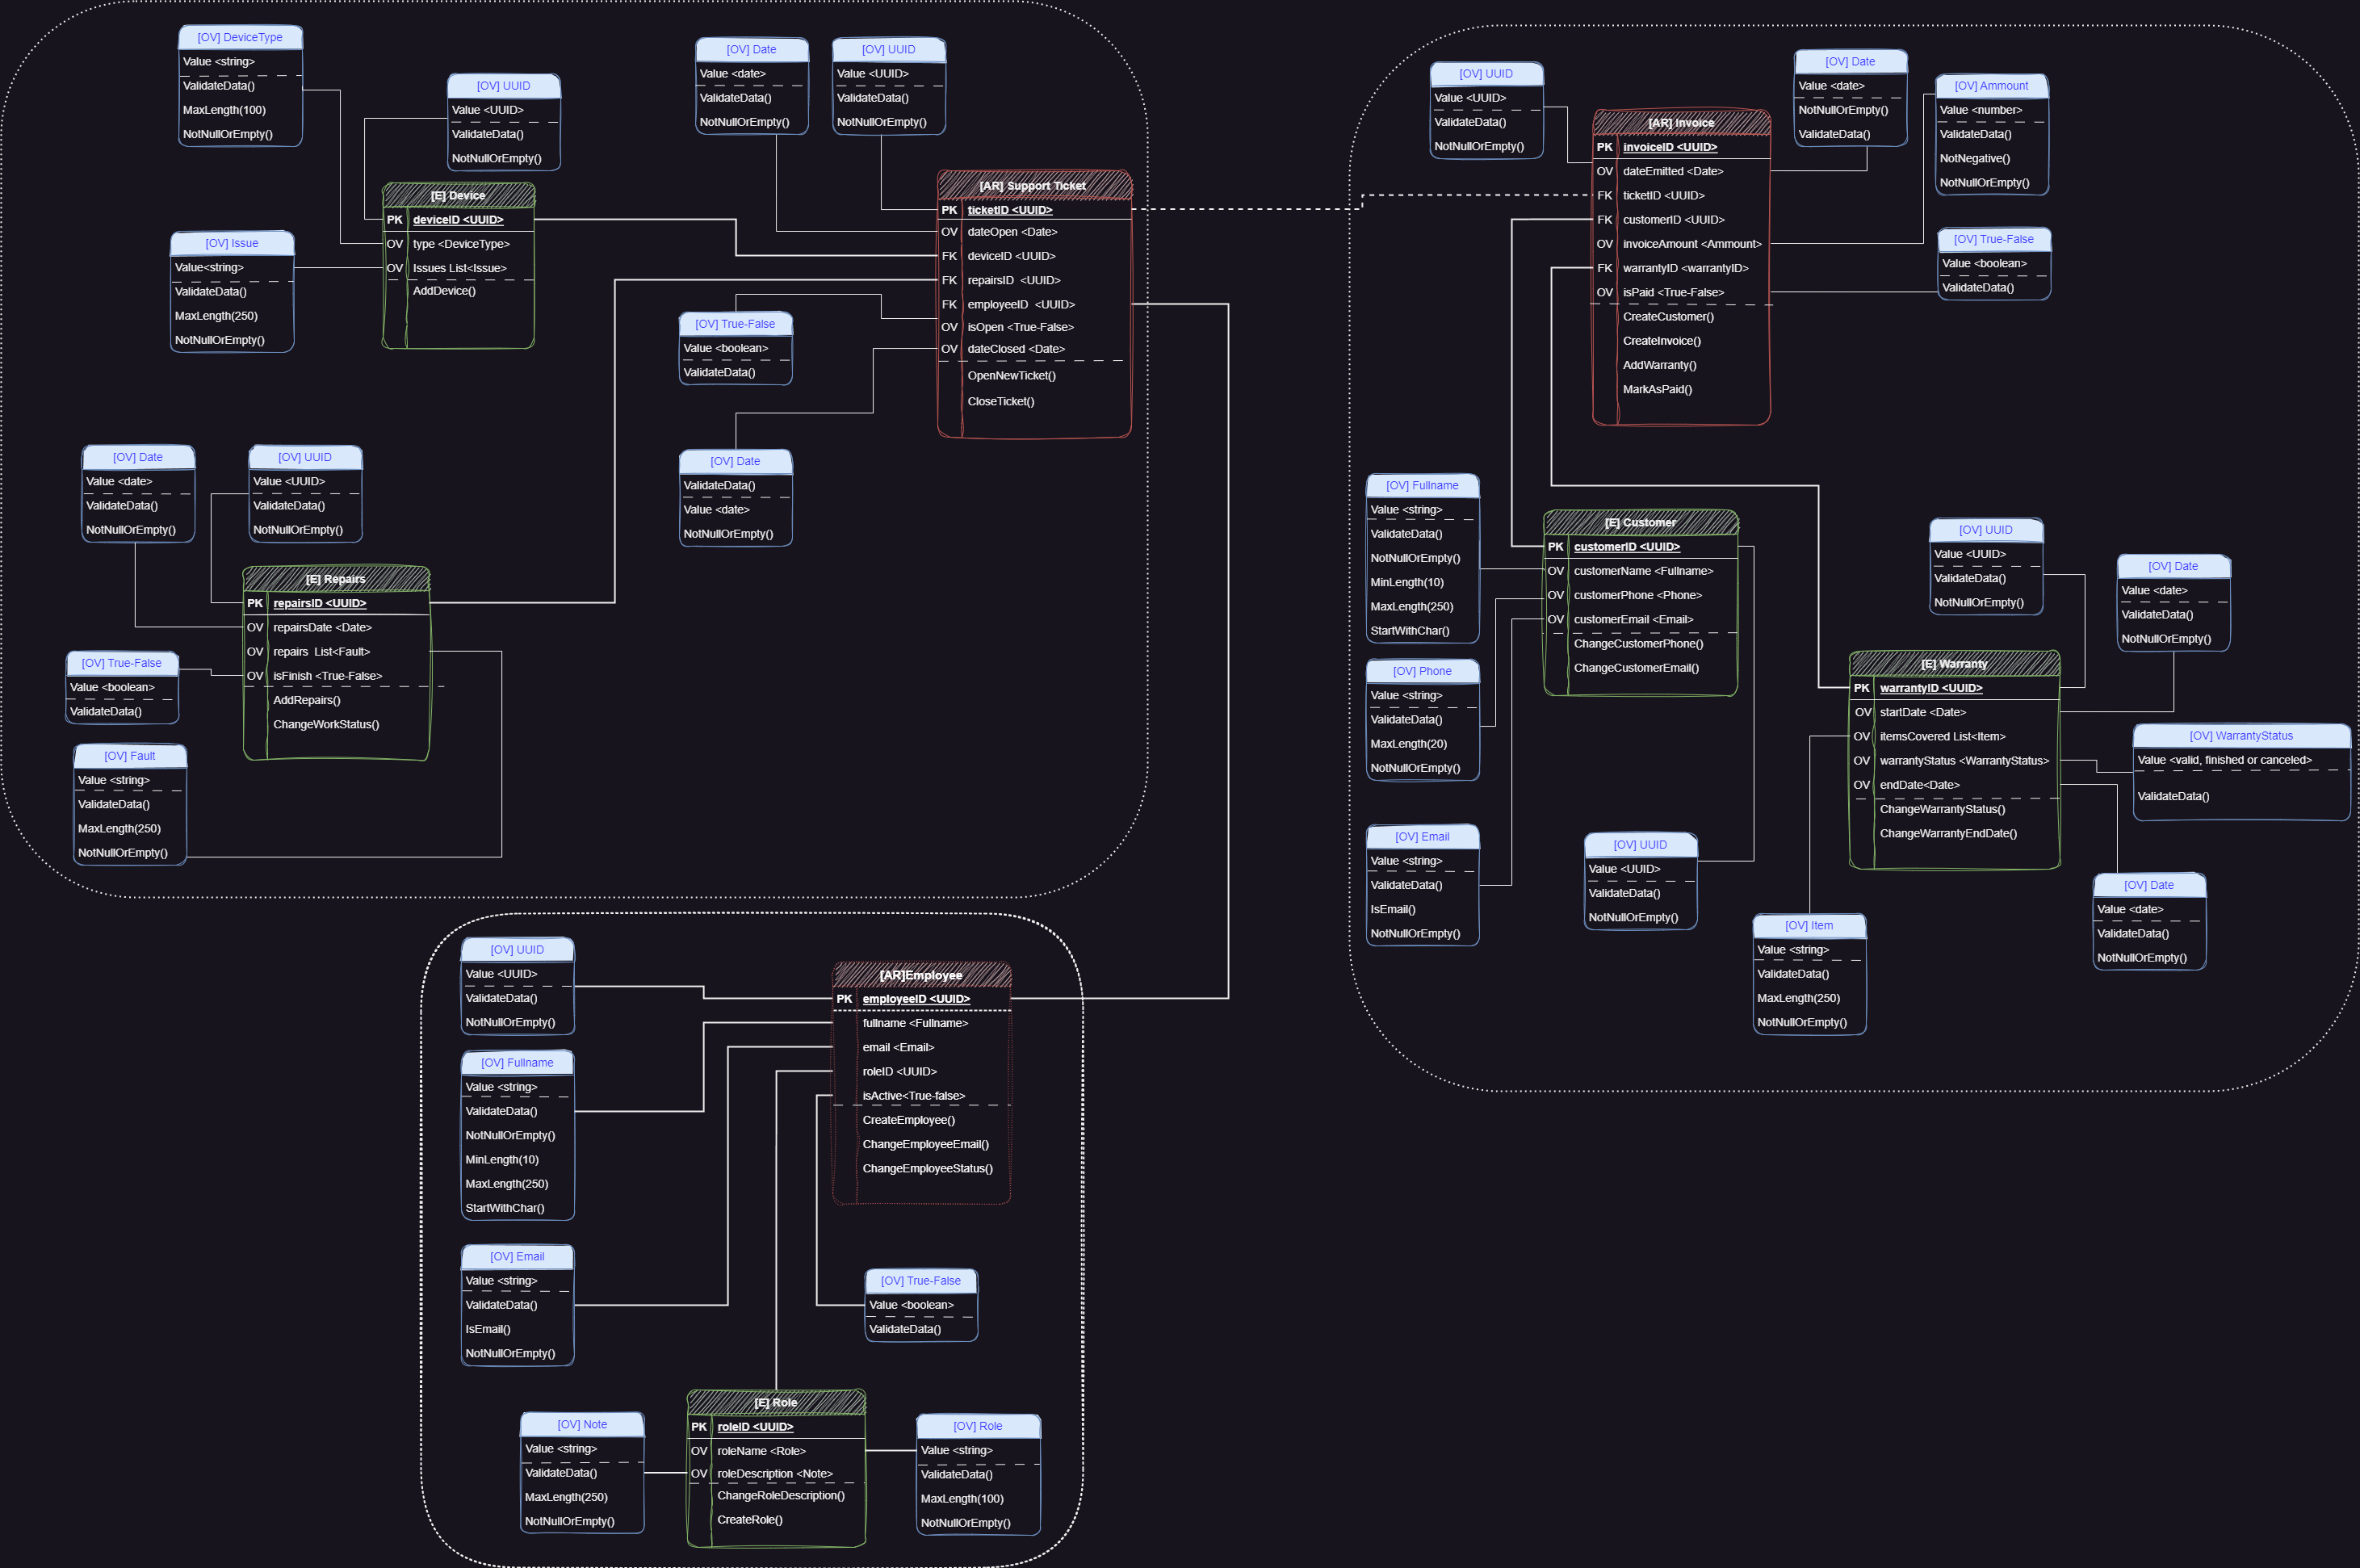 [OV] DeviceType
Value <string>
ValidateData()
MaxLength(100)
NotNullOrEmpty()
[OV] UUID
Value <UUID>
ValidateData()
NotNullOrEmpty()
[OV] Issue
Value<string>
ValidateData()
MaxLength(250)
NotNullOrEmpty()
[E] Device
PK deviceID <UUID>
OV type <DeviceType>
OV Issues List<Issue>
AddDevice()
[OV] Date
Value <date>
ValidateData()
NotNullOrEmpty()
[OV] UUID
Value <UUID>
ValidateData()
NotNullOrEmpty()
[AR] Support Ticket
PK ticketID <UUID>
OV dateOpen <Date>
FK deviceID <UUID>
FK repairsID <UUID>
FK employeeID <UUID>
OV isOpen <True-False>
OV dateClosed <Date>
OpenNewTicket()
CloseTicket()
[OV] True-False
Value <boolean>
ValidateData()
[OV] Date
ValidateData()
Value <date>
NotNullOrEmpty()
[OV] Date
Value <date>
ValidateData()
NotNullOrEmpty()
[OV] UUID
Value <UUID>
ValidateData()
NotNullOrEmpty()
[E] Repairs
PK repairsID <UUID>
OV repairsDate <Date>
OV repairs List<Fault>
OV isFinish <True-False>
AddRepairs()
ChangeWorkStatus()
[OV] True-False
Value <boolean>
ValidateData()
[OV] Fault
Value <string>
ValidateData()
MaxLength(250)
NotNullOrEmpty()
[OV] UUID
Value <UUID>
ValidateData()
NotNullOrEmpty()
[AR] Invoice
PK invoiceID <UUID>
OV dateEmitted <Date>
FK ticketID <UUID>
FK customerID <UUID>
OV invoiceAmount <Ammount>
FK warrantyID <warrantyID>
OV isPaid <True-False>
CreateCustomer()
CreateInvoice()
AddWarranty()
MarkAsPaid()
[OV] Date
Value <date>
NotNullOrEmpty()
ValidateData()
[OV] Ammount
Value <number>
ValidateData()
NotNegative()
NotNullOrEmpty()
[OV] True-False
Value <boolean>
ValidateData()
[OV] Fullname
Value <string>
ValidateData()
NotNullOrEmpty()
MinLength(10)
MaxLength(250)
StartWithChar()
[E] Customer
PK customerID <UUID>
OV customerName <Fullname>
OV customerPhone <Phone>
OV customerEmail <Email>
ChangeCustomerPhone()
ChangeCustomerEmail()
[OV] Phone
Value <string>
ValidateData()
MaxLength(20)
NotNullOrEmpty()
[OV] Email
Value <string>
ValidateData()
IsEmail()
NotNullOrEmpty()
[OV] UUID
Value <UUID>
ValidateData()
NotNullOrEmpty()
[OV] UUID
Value <UUID>
ValidateData()
NotNullOrEmpty()
[OV] Date
Value <date>
ValidateData()
NotNullOrEmpty()
[E] Warranty
PK warrantyID <UUID>
OV startDate <Date>
OV itemsCovered List<Item>
OV warrantyStatus <WarrantyStatus>
OV endDate<Date>
ChangeWarrantyStatus()
ChangeWarrantyEndDate()
[OV] WarrantyStatus
Value <valid, finished or canceled>
ValidateData()
[OV] Date
Value <date>
ValidateData()
NotNullOrEmpty()
[OV] Item
Value <string>
ValidateData()
MaxLength(250)
NotNullOrEmpty()
[OV] UUID
Value <UUID>
ValidateData()
NotNullOrEmpty()
[AR]Employee
PK employeeID <UUID>
fullname <Fullname>
email <Email>
roleID <UUID>
isActive<True-false>
CreateEmployee()
ChangeEmployeeEmail()
ChangeEmployeeStatus()
[OV] Fullname
Value <string>
ValidateData()
NotNullOrEmpty()
MinLength(10)
MaxLength(250)
StartWithChar()
[OV] Email
Value <string>
ValidateData()
IsEmail()
NotNullOrEmpty()
[OV] True-False
Value <boolean>
ValidateData()
[OV] Note
Value <string>
ValidateData()
MaxLength(250)
NotNullOrEmpty()
[E] Role
PK roleID <UUID>
OV roleName <Role>
OV roleDescription <Note>
ChangeRoleDescription()
CreateRole()
[OV] Role
Value <string>
ValidateData()
MaxLength(100)
NotNullOrEmpty()